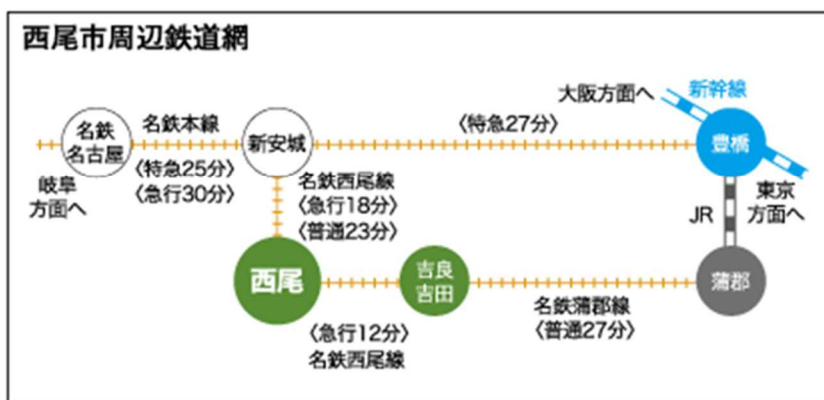 西尾市周辺鉄道網
大阪方面へ
新幹線
名鉄
名古屋
名鉄本線
新安城
〈特急27分〉
豊橋
岐阜
方面へ
〈特急25分〉
〈急行30分〉
名鉄西尾線
〈急行18分〉
〈普通23分〉
JR
東京
方面へ
西尾
吉良
吉田
蒲郡
〈急行12分〉
名鉄西尾線
名鉄蒲郡線
〈普通27分〉